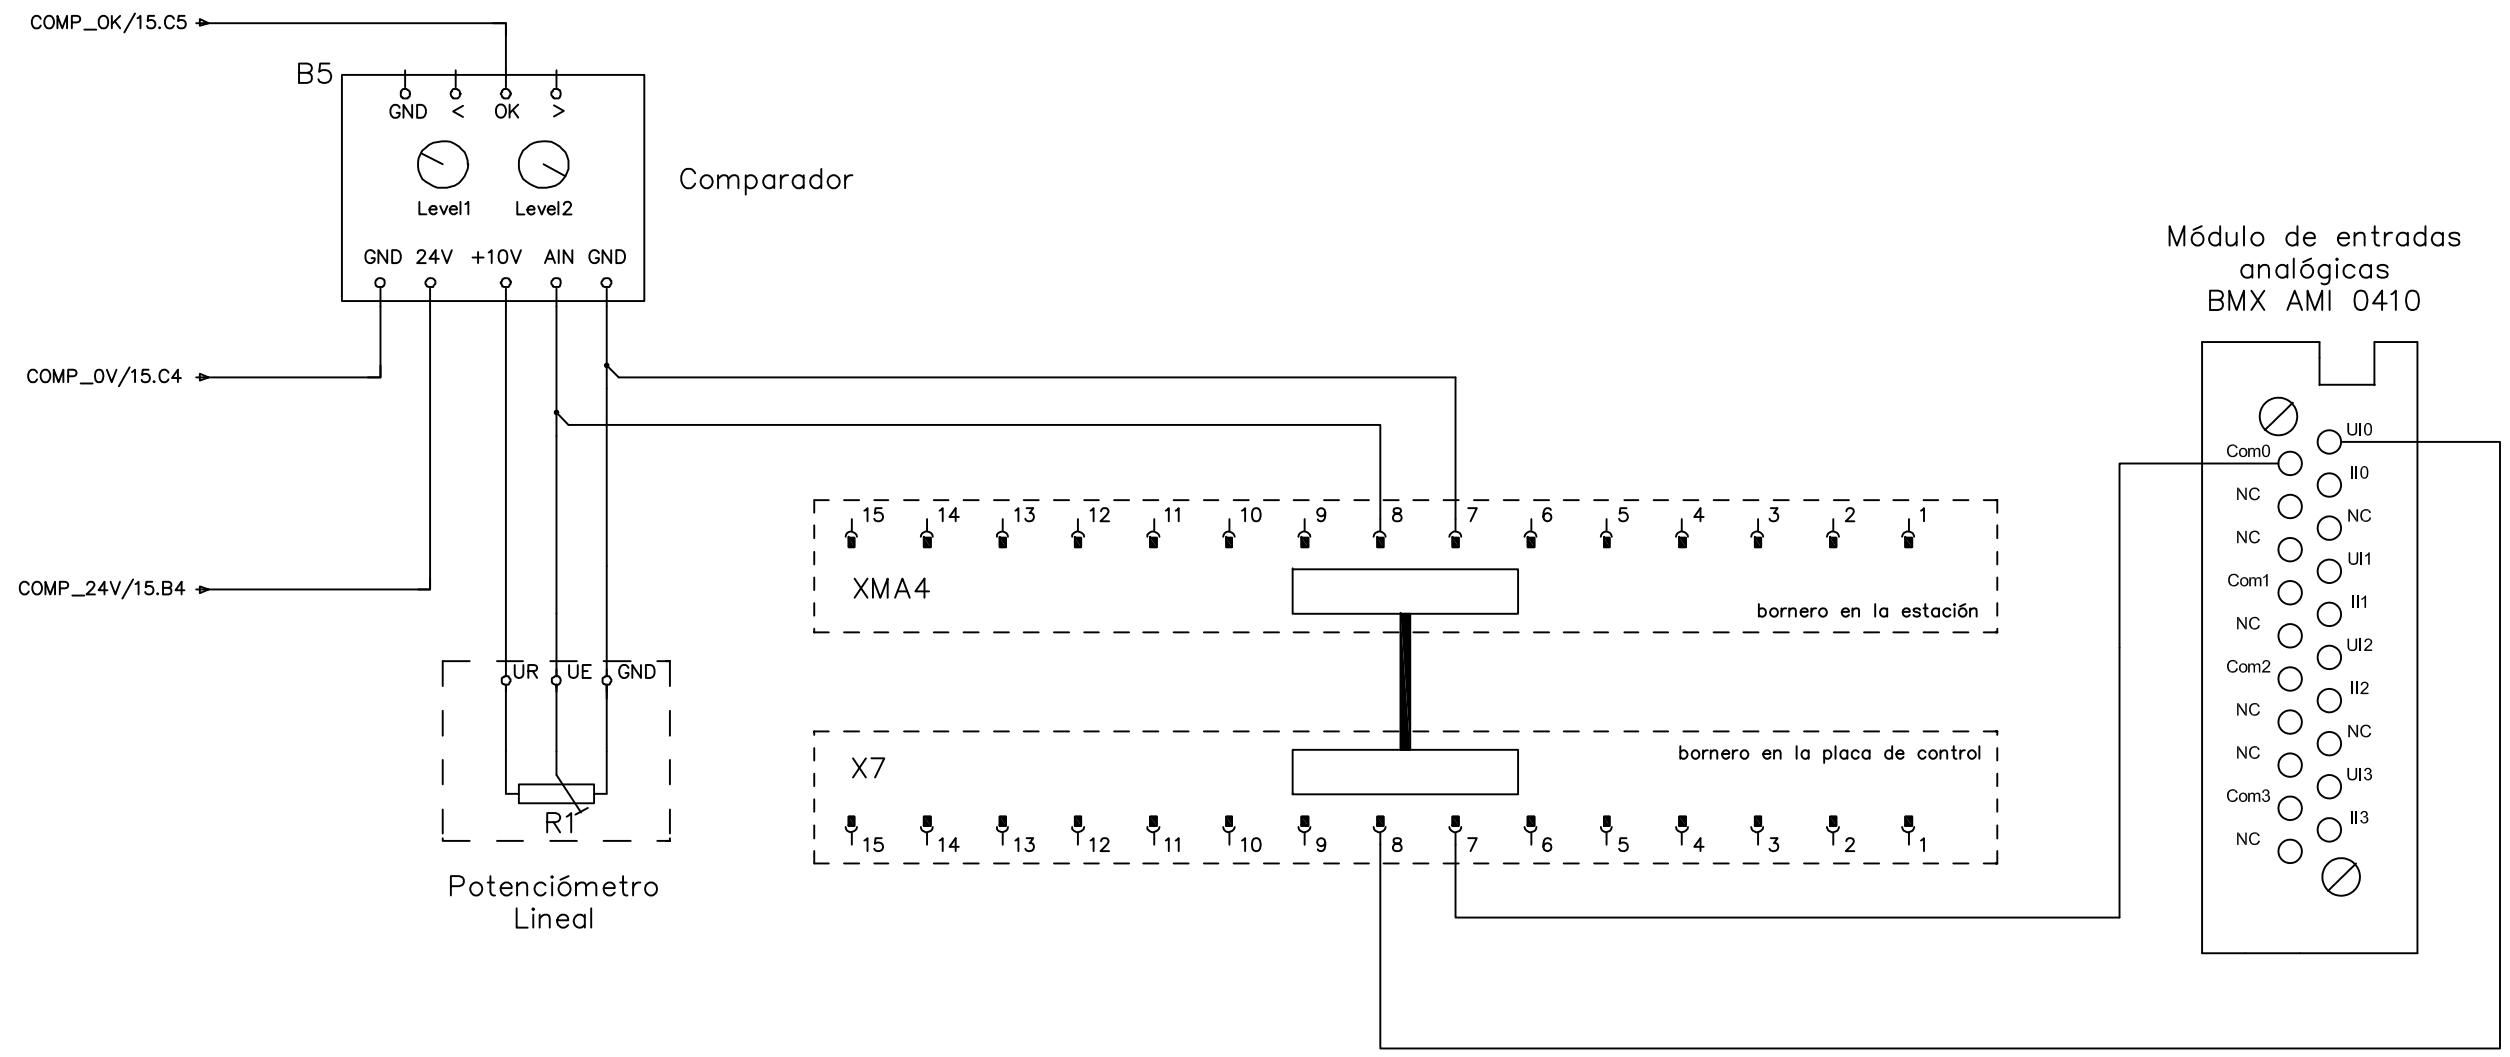 COMP_OK/15.C5
B5
GND < OK >
Level1 Level2
Comparador
GND 24V +10V AIN GND
COMP_0V/15.C4
COMP_24V/15.B4
UR UE GND
R1
Potenciómetro
Lineal
15 14 13 12 11 10 9 8 7 6 5 4 3 2 1
XMA4
bornero en la estación
X7
bornero en la placa de control
15 14 13 12 11 10 9 8 7 6 5 4 3 2 1
Módulo de entradas
analógicas
BMX AMI 0410
UI0
Com0
II0
NC
NC
NC
UI1
Com1
II1
NC
UI2
Com2
II2
NC
NC
NC
UI3
Com3
II3
NC